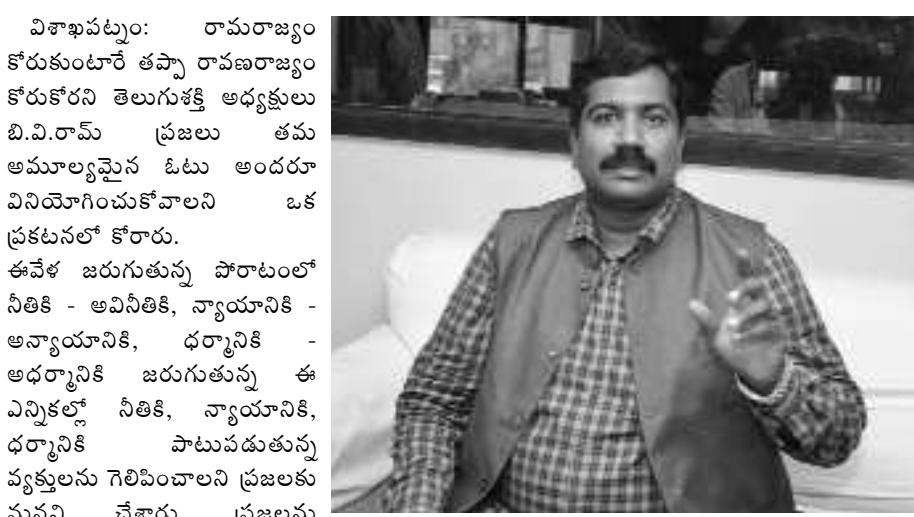 విశాఖపట్నం: రామరాజ్యం
కోరుకుంటారే తప్పా రావణరాజ్యం
కోరుకోరని తెలుగుశక్తి అధ్యక్షులు
బి.వి.రామ్ ప్రజలు తమ
అమూల్యమైన ఓటు అందరూ
వినియోగించుకోవాలని ఒక
ప్రకటనలో కోరారు.
ఈవేళ జరుగుతున్న పోరాటంలో
నీతికి - అవినీతికి, న్యాయానికి -
అన్యాయానికి, ధర్మానికి -
అధర్మానికి జరుగుతున్న ఈ
ఎన్నికల్లో నీతికి, న్యాయానికి,
ధర్మానికి పాటుపడుతున్న
వ్యక్తులను గెలిపించాలని ప్రజలకు